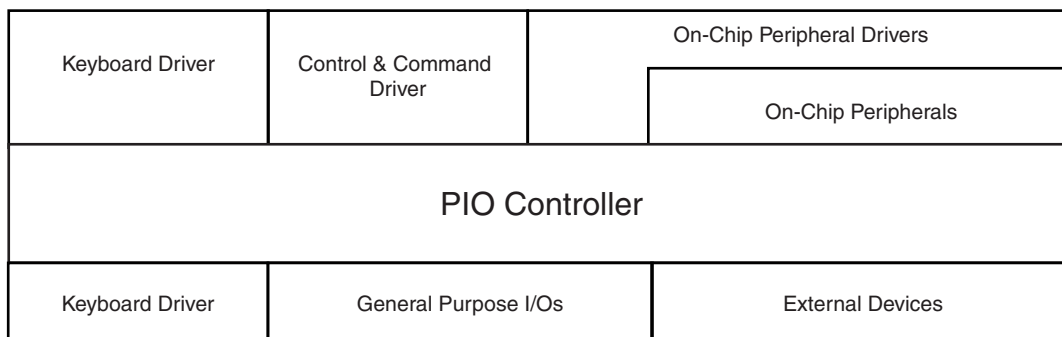 On-Chip Peripheral Drivers
Keyboard Driver
Control & Command
Driver
On-Chip Peripherals
PIO Controller
Keyboard Driver
General Purpose I/Os
External Devices